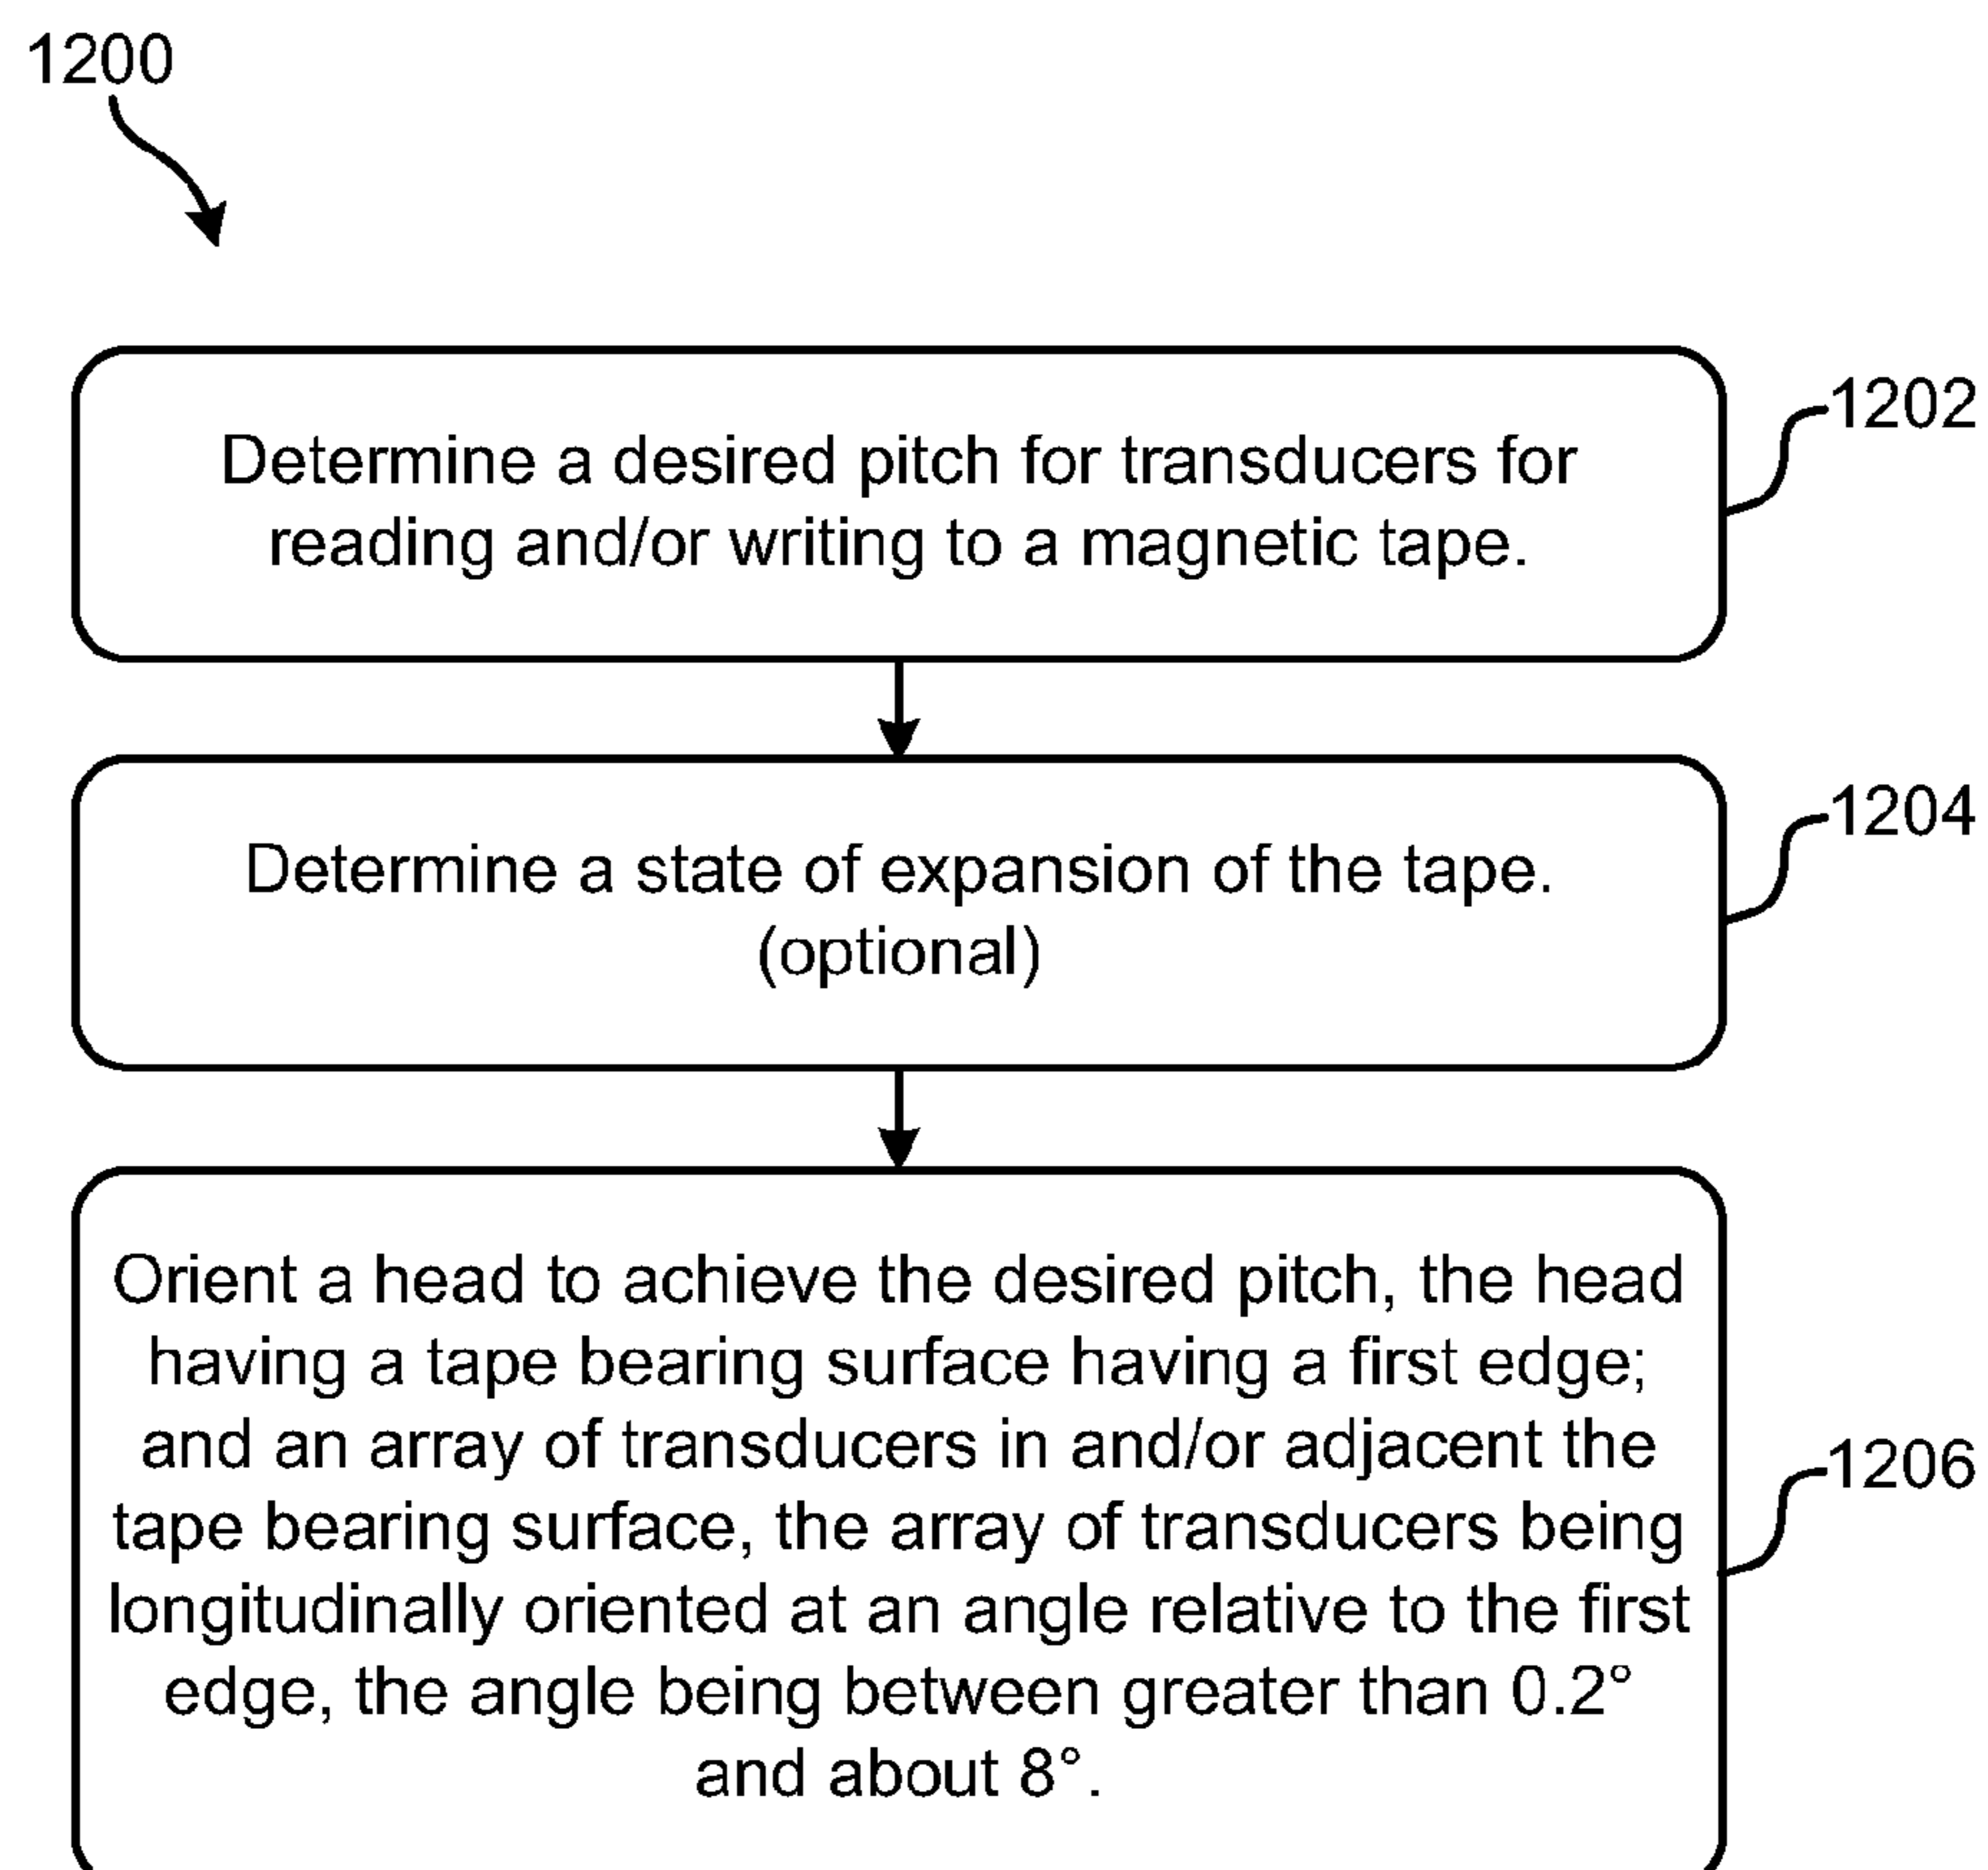 1200
Determine a desired pitch for transducers for
reading and/or writing to a magnetic tape.
1202
Determine a state of expansion of the tape.
(optional)
1204
Orient a head to achieve the desired pitch, the head
having a tape bearing surface having a first edge;
and an array of transducers in and/or adjacent the
tape bearing surface, the array of transducers being
longitudinally oriented at an angle relative to the first
edge, the angle being between greater than 0.2°
and about 8°.
1206